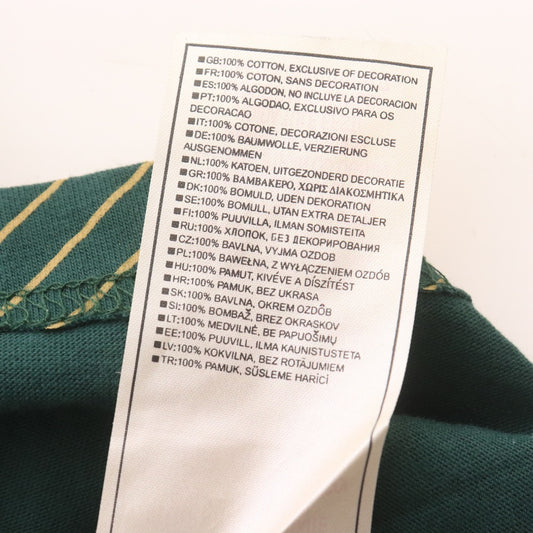 ■GB:100% COTTON, EXCLUSIVE OF DECORATION
■FR:100% COTON, SANS DECORATION
■ES:100% ALGODON, NO INCLUYE LA DECORACION
■PT:100% ALGODAO, EXCLUSIVO PARA OS
DECORACAO
■IT:100% COTONE, DECORAZIONI ESCLUSE
■DE:100% BAUMWOLLE, VERZIERUNG
AUSGENOMMEN
■NL:100% KATOEN, UITGEZONDERD DECORATIE
■GR:100% ΒΑΜΒΑΚΕΡΟ, ΧΩΡΙΣ ΔΙΑΚΟΣΜΗΤΙΚΑ
■DK:100% BOMULD, UDEN DEKORATION
■SE:100% BOMULL, UTAN EXTRA DETALJER
■FI:100% PUUVILLA, ILMAN SOMISTEITA
■RU:100% ХЛОПОК, БЕЗ ДЕКОРИРОВАНИЯ
■CZ:100% BAVLNA, VYJMA OZDOB
■PL:100% BAWEŁNA, Z WYŁĄCZENIEM OZDÓB
■HU:100% PAMUT, KIVÉVE A DÍSZÍTÉST
■HR:100% PAMUK, BEZ UKRASA
■SK:100% BAVLNA, OKREM OZDÔB
■SI:100% BOMBAŽ, BREZ OKRASKOV
■LT:100% MEDVILNĖ, BE PAPUOŠIMŲ
■EE:100% PUUVILL, ILMA KAUNISTUSTETA
■LV:100% KOKVILNA, BEZ ROTĀJUMIEM
■TR:100% PAMUK, SÜSLEME HARİCİ